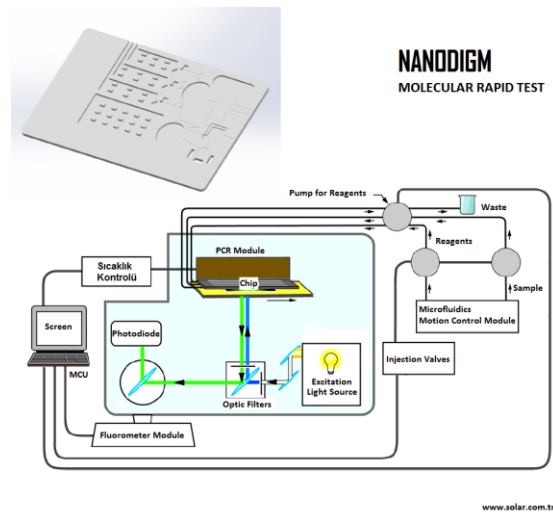 NANODIGM
MOLECULAR RAPID TEST
Pump for Reagents
Waste
PCR Module
Reagents
Sıcaklık
Kontrolü
Chip
Sample
Screen
Photodiode
Microfluidics
Motion Control Module
Injection Valves
MCU
Excitation
Light Source
Optic Filters
Fluorometer Module
www.solar.com.tr